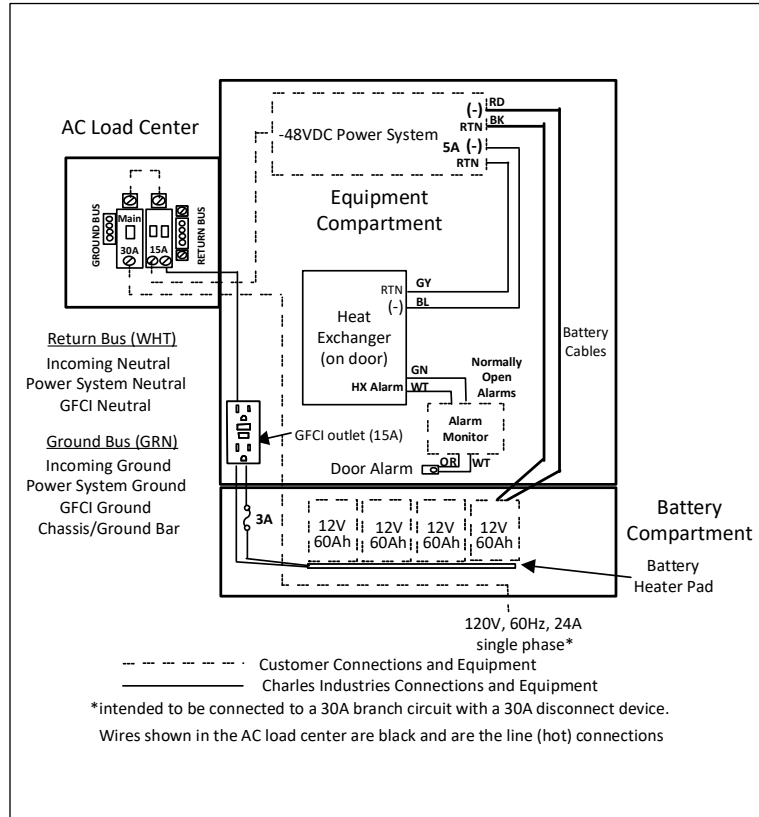 AC Load Center
GROUND BUS
Main
30A
15A
RETURN BUS
-48VDC Power System
(-) RD
RTN BK
5A (-)
RTN
Equipment
Compartment
RTN GY
(-) BL
Heat
Exchanger
(on door)
HX Alarm
GN
WT
Normally
Open
Alarms
Alarm
Monitor
OR WT
Door Alarm
Battery
Cables
Return Bus (WHT)
Incoming Neutral
Power System Neutral
GFCI Neutral
Ground Bus (GRN)
Incoming Ground
Power System Ground
GFCI Ground
Chassis/Ground Bar
GFCI outlet (15A)
3A
12V 12V 12V 12V
60Ah 60Ah 60Ah 60Ah
Battery
Compartment
Battery
Heater Pad
120V, 60Hz, 24A
single phase*
Customer Connections and Equipment
Charles Industries Connections and Equipment
*intended to be connected to a 30A branch circuit with a 30A disconnect device.
Wires shown in the AC load center are black and are the line (hot) connections